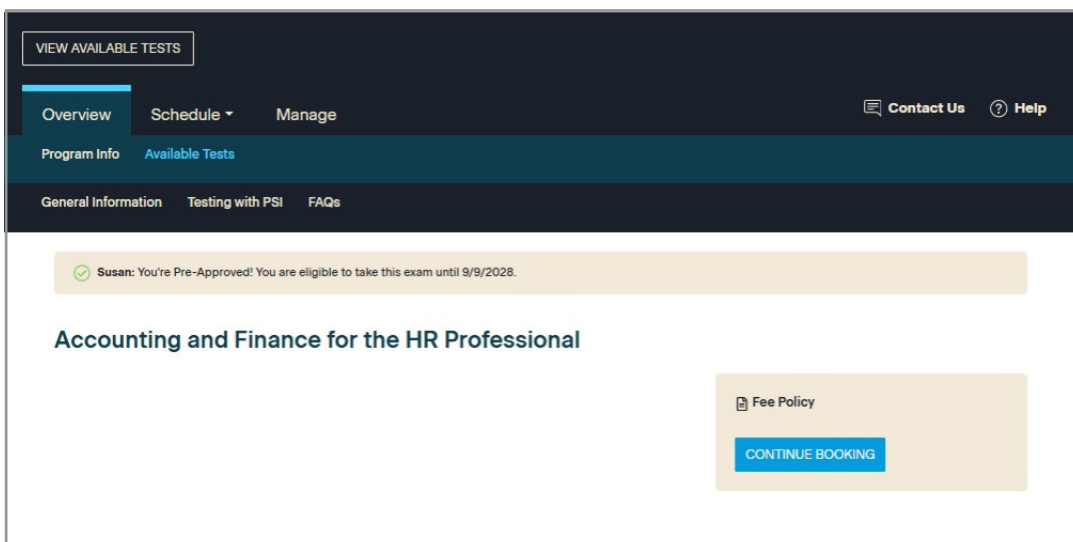 VIEW AVAILABLE TESTS
Overview Schedule Manage Contact Us Help
Program Info Available Tests
General Information Testing with PSI FAQs
Susan: You're Pre-Approved! You are eligible to take this exam until 9/9/2028.
Accounting and Finance for the HR Professional
Fee Policy
CONTINUE BOOKING